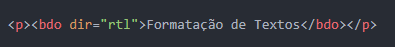 <p><bdo dir="rtl">Formatação de Textos</bdo></p>